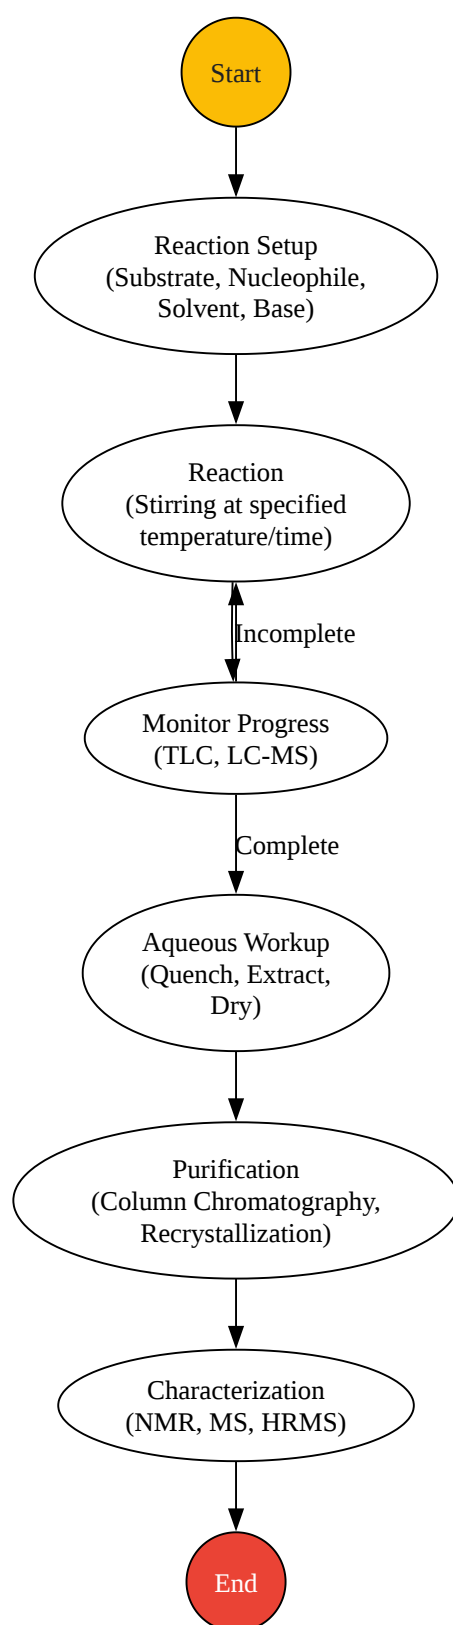 Start
Reaction Setup
(Substrate, Nucleophile,
Solvent, Base)
Reaction
(Stirring at specified
temperature/time)
Incomplete
Monitor Progress
(TLC, LC-MS)
Complete
Aqueous Workup
(Quench, Extract,
Dry)
Purification
(Column Chromatography,
Recrystallization)
Characterization
(NMR, MS, HRMS)
End